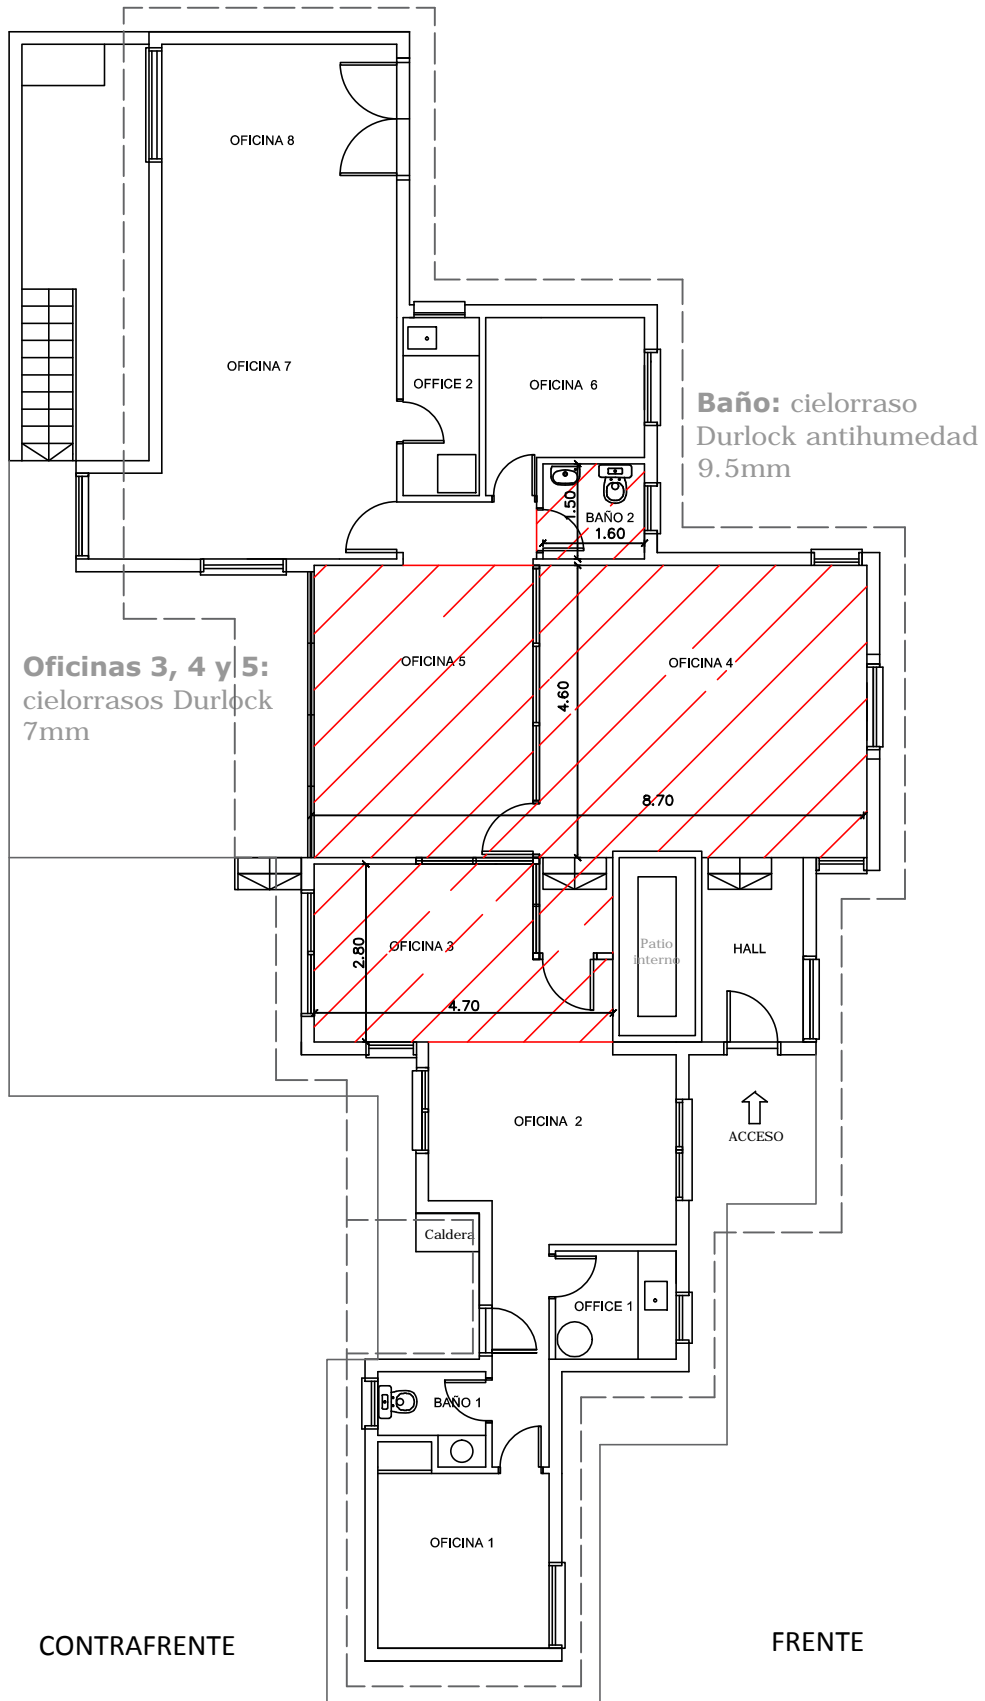 OFICINA 8
OFICINA 7
OFFICE 2
OFICINA 6
Baño: cielorraso
Durlock antihumedad
9.5mm
1.50
BAÑO 2
1.60
Oficinas 3, 4 y 5:
cielorrasos Durlock
7mm
OFICINA 5
OFICINA 4
4.60
8.70
2.80
OFICINA 3
4.70
Patio
interno
HALL
OFICINA 2
ACCESO
Caldera
OFFICE 1
BAÑO 1
OFICINA 1
CONTRAFRENTE
FRENTE